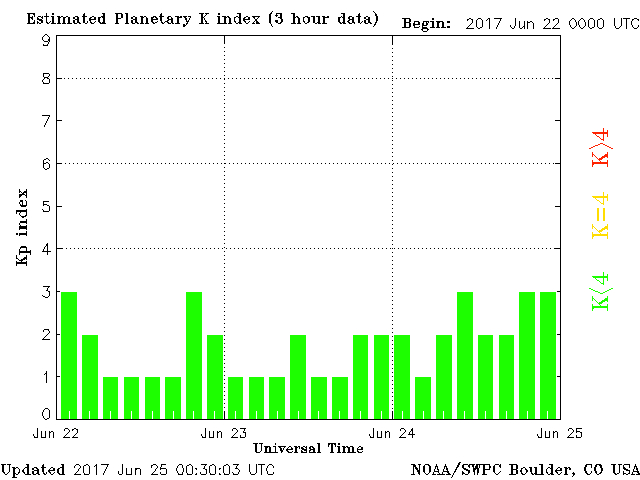 Estimated Planetary K index (3 hour data) Begin: 2017 Jun 22 0000 UTC
9
8
7
6
5
4
3
2
1
0
Kp index
K>4
K=4
K<4
Jun 22 Jun 23 Jun 24 Jun 25
Universal Time
Updated 2017 Jun 25 00:30:03 UTC NOAA/SWPC Boulder, CO USA